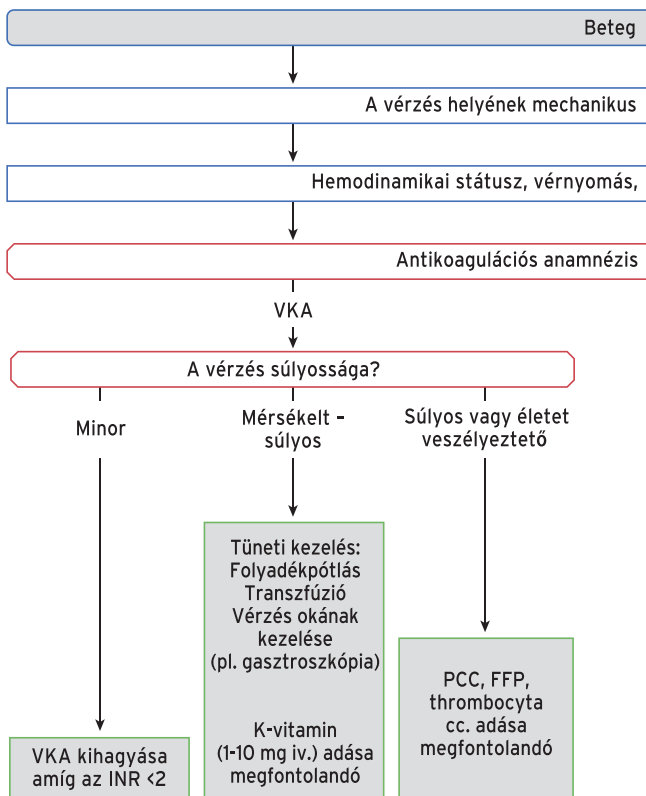 Beteg
A vérzés helyének mechanikus
Hemodinamikai státusz, vérnyomás,
Antikoagulációs anamnézis
VKA
A vérzés súlyossága?
Minor
Mérsékelt –
súlyos
Súlyos vagy életet
veszélyeztető
Tüneti kezelés:
Folyadékpótlás
Transzfúzió
Vérzés okának
kezelése
(pl. gasztroszkópia)
K-vitamin
(1-10 mg iv.) adása
megfontolandó
PCC, FFP,
thrombocyta
cc. adása
megfontolandó
VKA kihagyása
amíg az INR <2